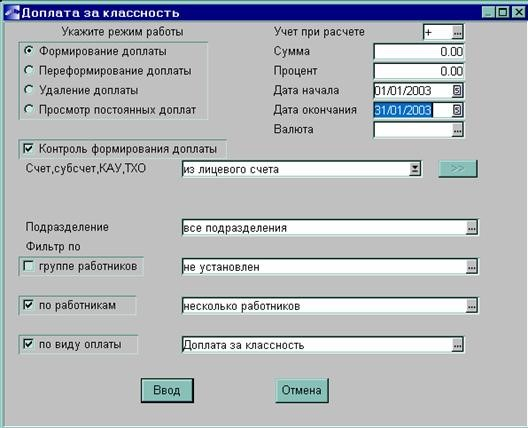 Доплата за классность
Укажите режим работы
Учет при расчете
+
...
Формирование доплаты
Сумма
0.00
Переформирование доплаты
Процент
0.00
Удаление доплаты
Дата начала
01/01/2003
Просмотр постоянных доплат
Дата окончания
31/01/2003
Валюта
...
Контроль формирования доплаты
Счет,субсчет,КАУ,ТХО
из лицевого счета
>>
Подразделение
все подразделения
...
Фильтр по
группе работников
не установлен
...
по работникам
несколько работников
...
по виду оплаты
Доплата за классность
...
Ввод
Отмена